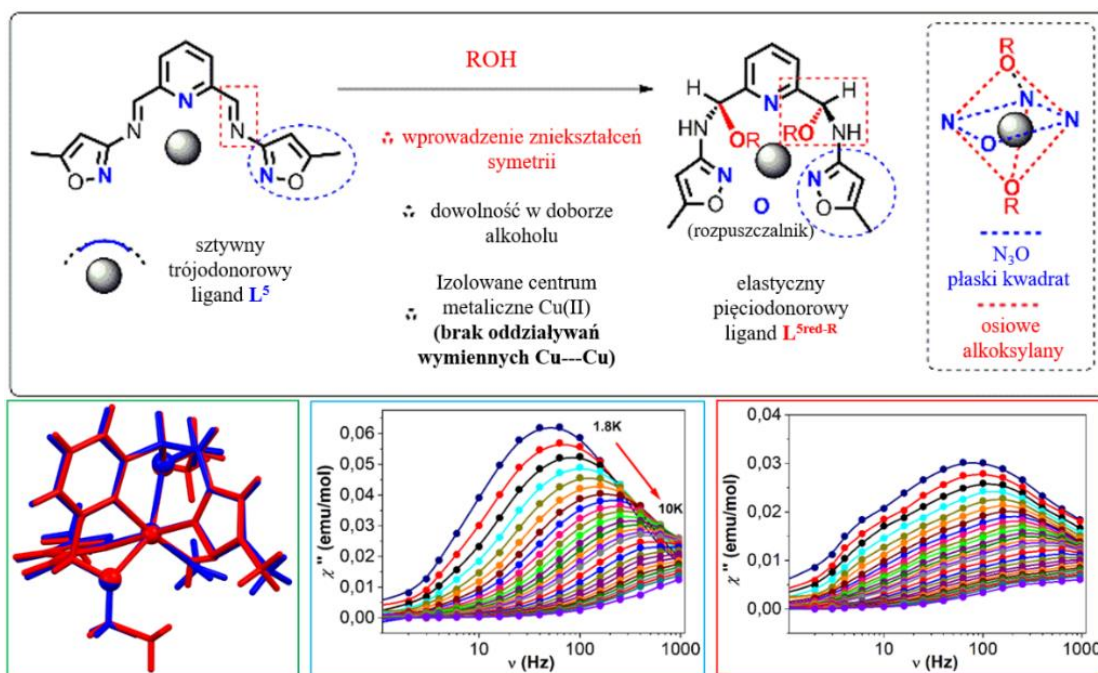 ROH
∴ wprowadzenie zniekształceń
symetrii
∴ dowolność w doborze
alkoholu
Izolowane centrum
∴ metaliczne Cu(II)
(brak oddziaływań
wymiennych Cu---Cu)
N
N
N
O
N
N
O
sztywny
trójdonorowy
ligand L⁵
H
N
H
HN
O
R
RO
NH
N
O
O
N
O
(rozpuszczalnik)
elastyczny
pięciodonorowy
ligand L⁵ʳᵉᵈ⁻ᴿ
R
O
N
N
N
O
O
R
N₃O
płaski kwadrat
osiowe
alkoksylany
χ'' (emu/mol)
0,06
0,05
0,04
0,03
0,02
0,01
0,00
1.8K
10K
10
100
1000
ν (Hz)
χ'' (emu/mol)
0,04
0,03
0,02
0,01
0,00
10
100
1000
ν (Hz)